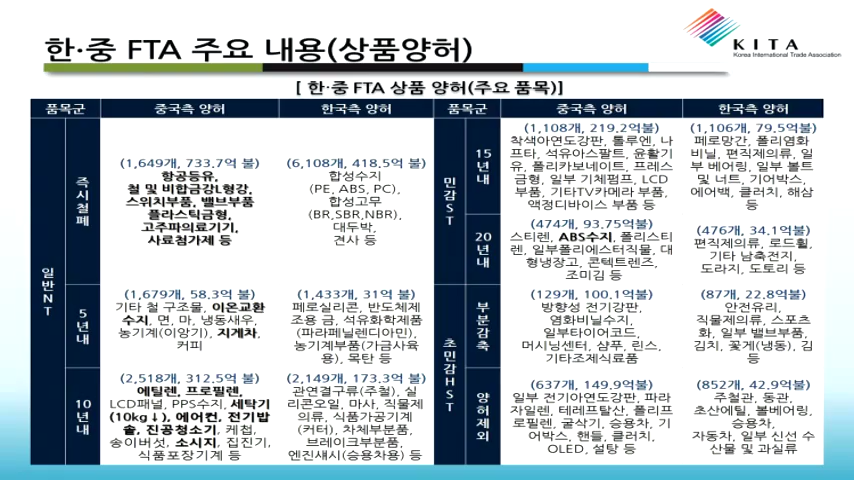 한·중 FTA 주요 내용(상품양허)
KITA
Korea International Trade Association
[ 한·중 FTA 상품 양허(주요 품목)]
품목군
중국측 양허
한국측 양허
품목군
중국측 양허
한국측 양허
일반NT
즉시철폐
(1,649개, 733.7억 불)
항공등유,
철 및 비합금강L형강,
스위치부품, 밸브부품
플라스틱금형,
고주파의료기기,
사료첨가제 등
(6,108개, 418.5억 불)
합성수지
(PE, ABS, PC),
합성고무
(BR,SBR,NBR),
대두박,
견사 등
5년내
(1,679개, 58.3억 불)
기타 철 구조물, 이온교환
수지, 면, 마, 냉동새우,
농기계(이앙기), 지게차,
커피
(1,433개, 31억 불)
페로실리콘, 반도체제
조용 금, 석유화학제품
(파라페닐렌디아민),
농기계부품(가금사육
용), 목탄 등
10년내
(2,518개, 312.5억 불)
에틸렌, 프로필렌,
LCD패널, PPS수지, 세탁기
(10kg↓), 에어컨, 전기밥
솥, 진공청소기, 케첩,
송이버섯, 소시지, 집진기,
식품포장기계 등
(2,149개, 173.3억 불)
관연결구류(주철), 실
리콘오일, 마사, 직물제
의류, 식품가공기계
(커터), 차체부분품,
브레이크부분품,
엔진섀시(승용차용) 등
민감ST
15년내
(1,108개, 219.2억불)
착색아연도강판, 톨루엔, 나
프타, 석유아스팔트, 윤활기
유, 폴리카보네이트, 프레스
금형, 일부 기체펌프, LCD
부품, 기타TV카메라 부품,
액정디바이스 부품 등
(1,106개, 79.5억불)
페로망간, 폴리염화
비닐, 편직제의류, 일
부 베어링, 일부 볼트
및 너트, 기어박스,
에어백, 클러치, 해삼
등
20년내
(474개, 93.75억불)
스티렌, ABS수지, 폴리스티
렌, 일부폴리에스터직물, 대
형냉장고, 콘텍트렌즈,
조미김 등
(476개, 34.1억불)
편직제의류, 로드휠,
기타 납축전지,
도라지, 도토리 등
초민감HST
부분감축
(129개, 100.1억불)
방향성 전기강판,
염화비닐수지,
일부타이어코드,
머시닝센터, 샴푸, 린스,
기타조제식료품
(87개, 22.8억불)
안전유리,
직물제의류, 스포츠
화, 일부 밸브부품,
김치, 꽃게(냉동), 김
등
양허제외
(637개, 149.9억불)
일부 전기아연도강판, 파라
자일렌, 테레프탈산, 폴리프
로필렌, 굴삭기, 승용차, 기
어박스, 핸들, 클러치,
OLED, 설탕 등
(852개, 42.9억불)
주철관, 동관,
초산에틸, 볼베어링,
승용차,
자동차, 일부 신선 수
산물 및 과실류